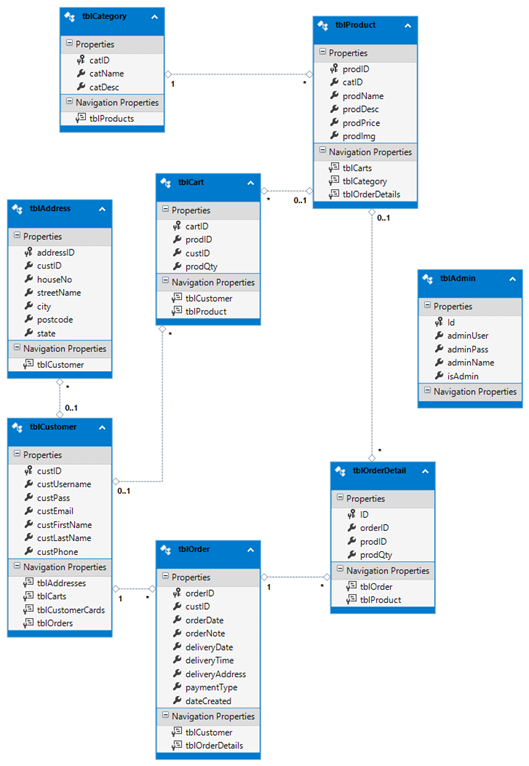 tblCategory
Properties
catID
catName
catDesc
Navigation Properties
tblProducts
1
*
tblProduct
Properties
prodID
catID
prodName
prodDesc
prodPrice
prodImg
Navigation Properties
tblCarts
tblCategory
tblOrderDetails
tblCart
Properties
cartID
prodID
custID
prodQty
Navigation Properties
tblCustomer
tblProduct
*
0..1
0..1
*
tblAddress
Properties
addressID
custID
houseNo
streetName
city
postcode
state
Navigation Properties
tblCustomer
*
0..1
tblAdmin
Properties
Id
adminUser
adminPass
adminName
isAdmin
Navigation Properties
tblCustomer
Properties
custID
custUsername
custPass
custEmail
custFirstName
custLastName
custPhone
Navigation Properties
tblAddresses
tblCarts
tblCustomerCards
tblOrders
0..1
1
*
*
tblOrderDetail
Properties
ID
orderID
prodID
prodQty
Navigation Properties
tblOrder
tblProduct
tblOrder
Properties
orderID
custID
orderDate
orderNote
deliveryDate
deliveryTime
deliveryAddress
paymentType
dateCreated
Navigation Properties
tblCustomer
tblOrderDetails
1
*